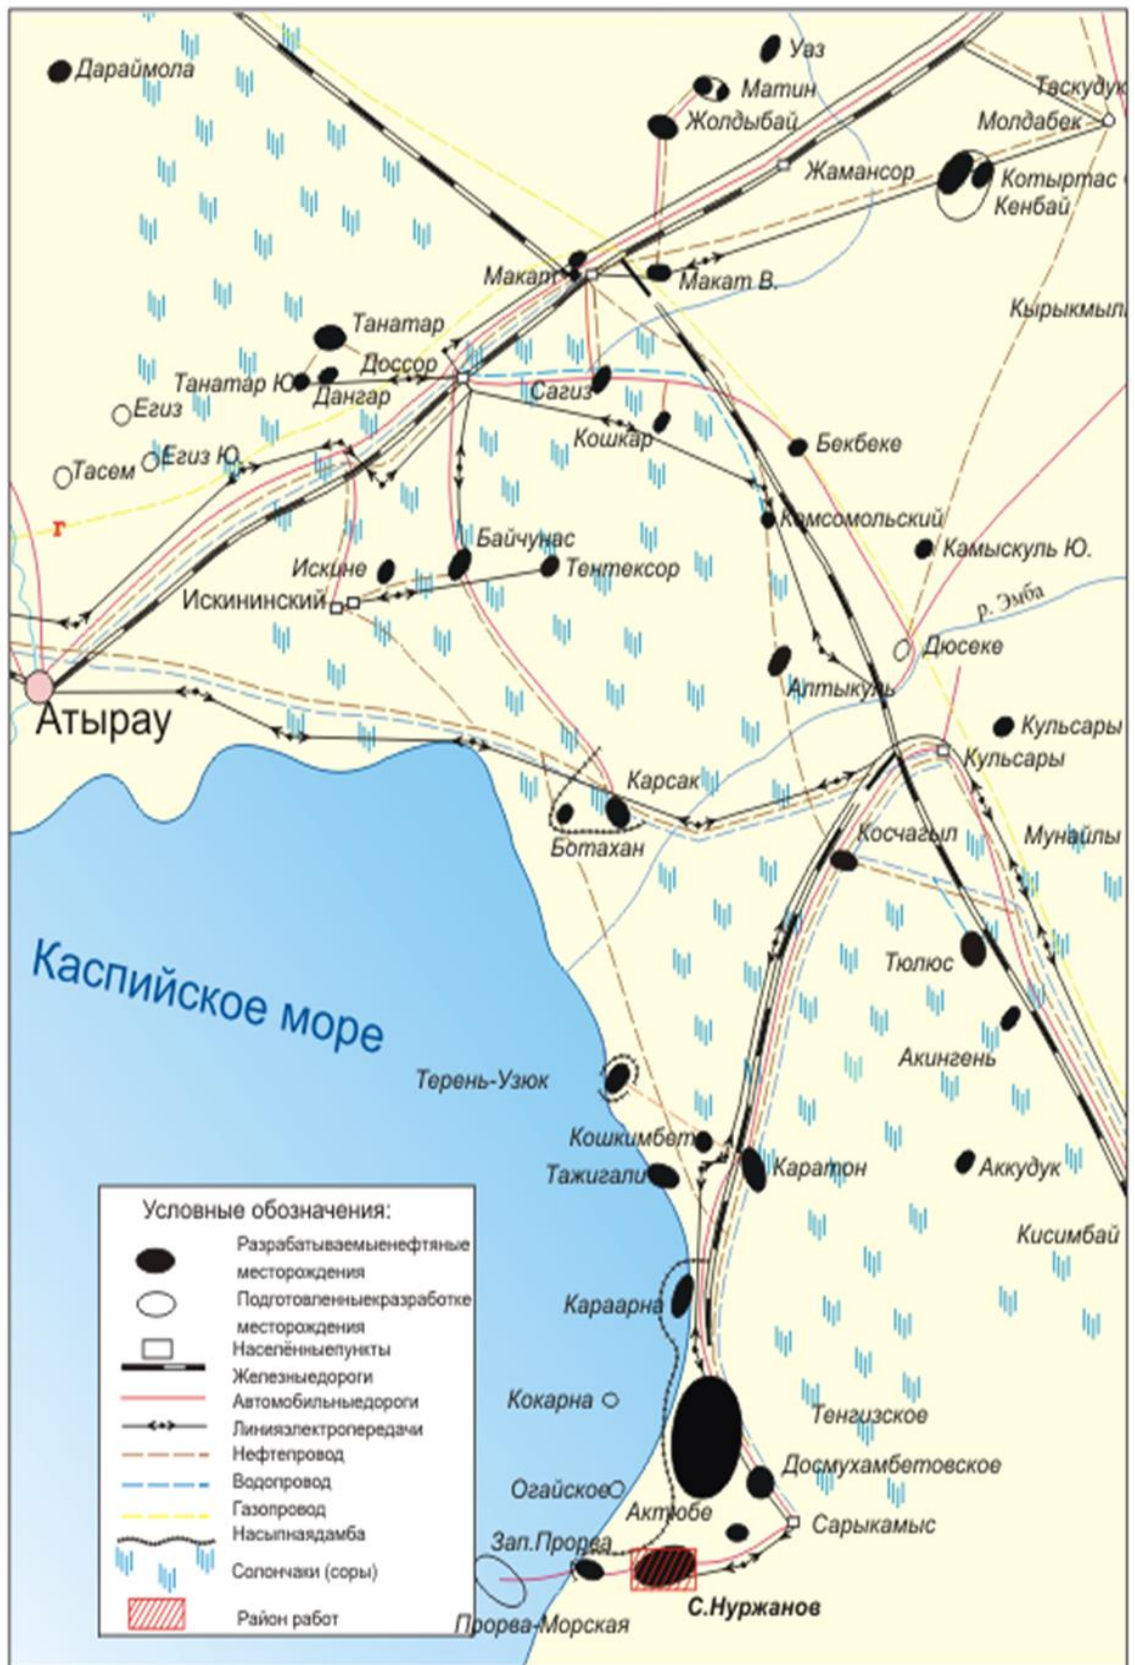 Уаз
Дараймола
Матин
Таскудук
Жолдыбай
Молдабек
Жамансор
Котыртас
Кенбай
Макат
Макат В.
Кырыкмыл
Танатар
Доссор
Танатар Ю
Дангар
Сагиз
Егиз
Кошкар
Бекбеке
Егиз Ю
Тасем
г
Комсомольский
Байчунас
Камыскуль Ю.
Искине
Тентексор
Искининский
р. Эмба
Дюсеке
Алтыкуль
Атырау
Кульсары
Кульсары
Карсак
Косчагыл
Мунайлы
Ботахан
Каспийское море
Тюлюс
Акингень
Терень-Узюк
Кошкимбет
Тажигали
Каратон
Аккудук
Кисимбай
Караарна
Кокарна
Тенгизское
Досмухамбетовское
Огайское
Актюбе
Сарыкамыс
Зап.Прорва
С.Нуржанов
Прорва-Морская
Условные обозначения:
Разрабатываемыенефтяные
месторождения
Подготовленныекразработке
месторождения
Населённыепункты
Железныедороги
Автомобильныедороги
Линияэлектропередачи
Нефтепровод
Водопровод
Газопровод
Насыпнаядамба
Солончаки (соры)
Район работ